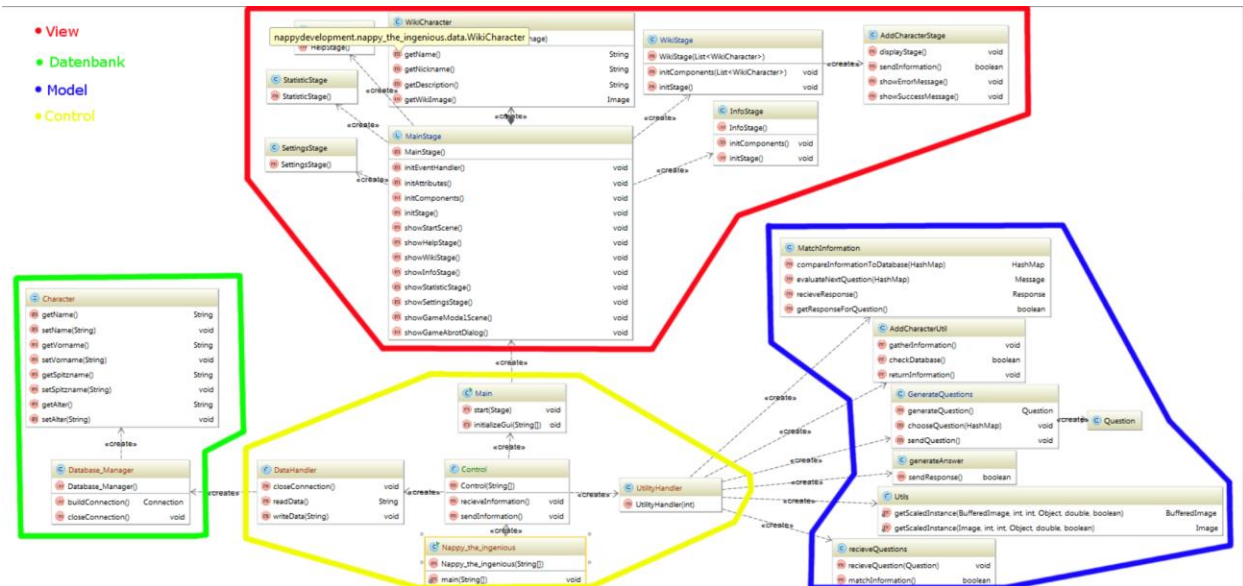 View
Datenbank
Model
Control
WikiCharacter
nappydevelopment.nappy_the_ingenious.data.WikiCharacter
HelpStage()
getName() String
getNickname() String
getDescription() String
getWikiImage() Image
StatisticStage
StatisticStage()
SettingsStage
SettingsStage()
«create»
«create»
«create»
«create»
MainStage
MainStage()
initEventHandler() void
initAttributes() void
initComponents() void
initStage() void
showStartScene() void
showHelpStage() void
showWikiStage() void
showInfoStage() void
showStatisticStage() void
showSettingsStage() void
showGameMode1Scene() void
showGameAbrotDialog() void
«create»
«create»
WikiStage
WikiStage(List<WikiCharacter>)
initComponents(List<WikiCharacter>) void
initStage() void
«create»
AddCharacterStage
displayStage() void
sendInformation() boolean
showErrorMessage() void
showSuccessMessage() void
InfoStage
InfoStage()
initComponents() void
initStage() void
Character
getName() String
setName(String) void
getVorname() String
setVorname(String) void
getSpitzname() String
setSpitzname(String) void
getAlter() String
setAlter(String) void
«create»
Database_Manager
Database_Manager()
buildConnection() Connection
closeConnection() void
«create»
«create»
Main
start(Stage) void
initializeGui(String[]) oid
«create»
DataHandler
closeConnection() void
readData() String
writeData(String) void
«create»
Control
Control(String[])
recieveInformation() void
sendInformation() void
«create»
«create»
Nappy_the_ingenious
Nappy_the_ingenious(String[])
main(String[]) void
UtilityHandler
UtilityHandler(int)
«create»
«create»
«create»
«create»
«create»
«create»
MatchInformation
compareInformationToDatabase(HashMap) HashMap
evaluateNextQuestion(HashMap) Message
recieveResponse() Response
getResponseForQuestion() boolean
AddCharacterUtil
gatherInformation() void
checkDatabase() boolean
returnInformation() void
GenerateQuestions
generateQuestion() Question
chooseQuestion(HashMap) void
sendQuestion() void
«create»
Question
generateAnswer
sendResponse() boolean
Utils
getScaledInstance(BufferedImage, int int, Object, double, boolean) BufferedImage
getScaledInstance(Image, int int, Object, double, boolean) Image
recieveQuestions
recieveQuestion(Question) void
matchInformation() boolean